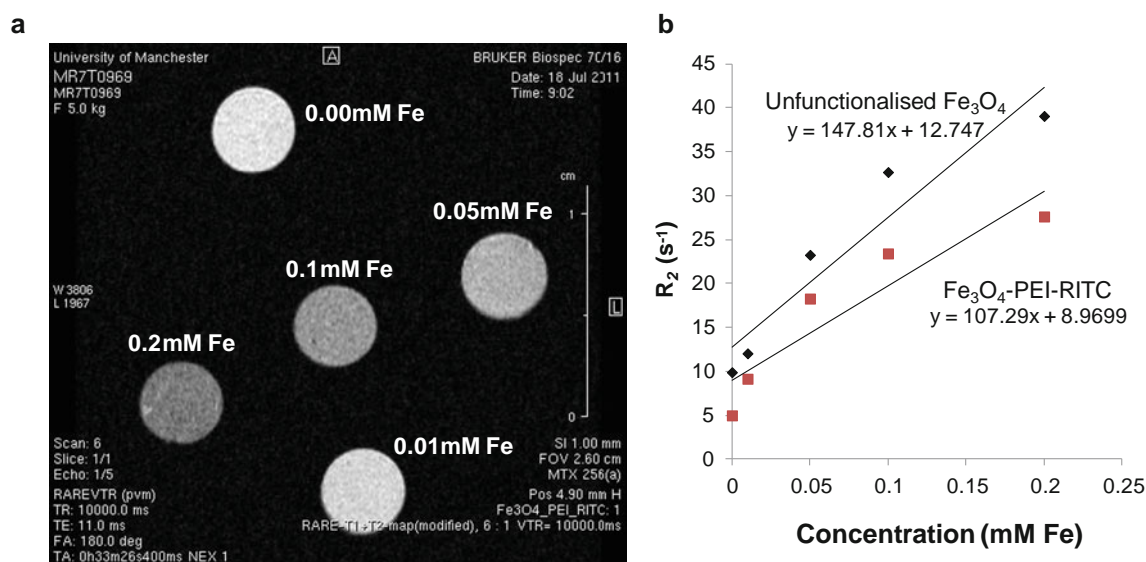 a
University of Manchester
MR7T0969
MR7T0969
F 5.0 kg
A
BRUKER Biospec 70/16
Date: 18 Jul 2011
Time: 9:02
0.00mM Fe
cm
1
0.05mM Fe
0.1mM Fe
W 3806
L 1967
L
0.2mM Fe
0
0.01mM Fe
Scan: 6
Slice: 1/1
Echo: 1/5
RAREVTR (pvm)
TR: 10000.0 ms
TE: 11.0 ms
FA: 180.0 deg
TA: 0h33m26s400ms NEX 1
SI 1.00 mm
FOV 2.60 cm
MTX 256(a)
Pos 4.90 mm H
Fe3O4_PEI_RITC: 1
RARE-T1+T2-map(modified), 6 : 1 VTR= 10000.0ms
b
45
40
35
30
25
20
15
10
5
0
R₂ (s⁻¹)
Unfunctionalised Fe₃O₄
y = 147.81x + 12.747
Fe₃O₄-PEI-RITC
y = 107.29x + 8.9699
0
0.05
0.1
0.15
0.2
0.25
Concentration (mM Fe)